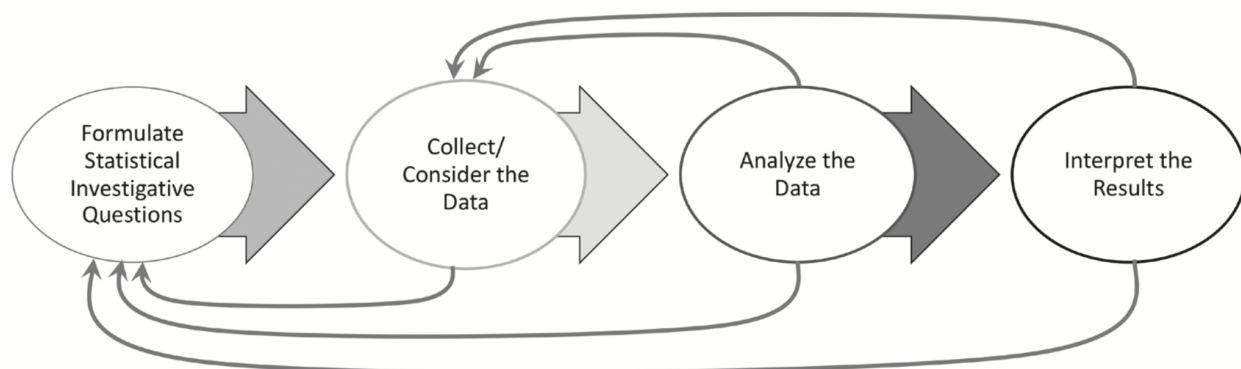 Formulate
Statistical
Investigative
Questions
Collect/
Consider the
Data
Analyze the
Data
Interpret the
Results